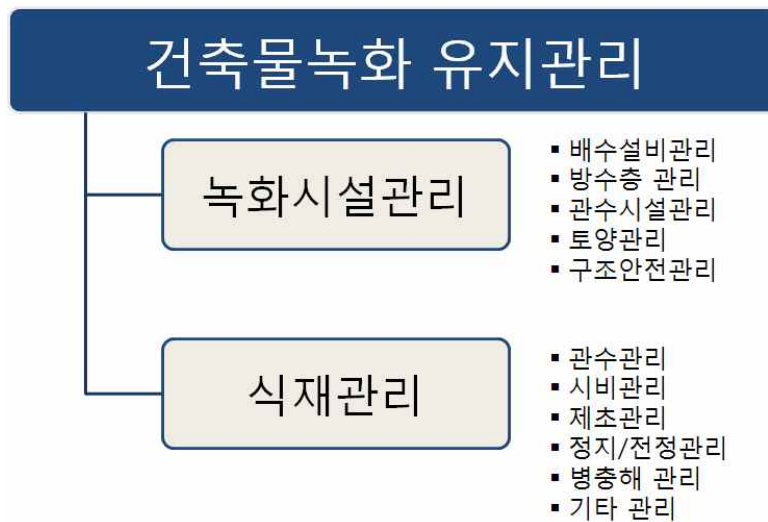 건축물녹화 유지관리
녹화시설관리
▪ 배수설비관리
▪ 방수층 관리
▪ 관수시설관리
▪ 토양관리
▪ 구조안전관리
식재관리
▪ 관수관리
▪ 시비관리
▪ 제초관리
▪ 정지/전정관리
▪ 병충해 관리
▪ 기타 관리